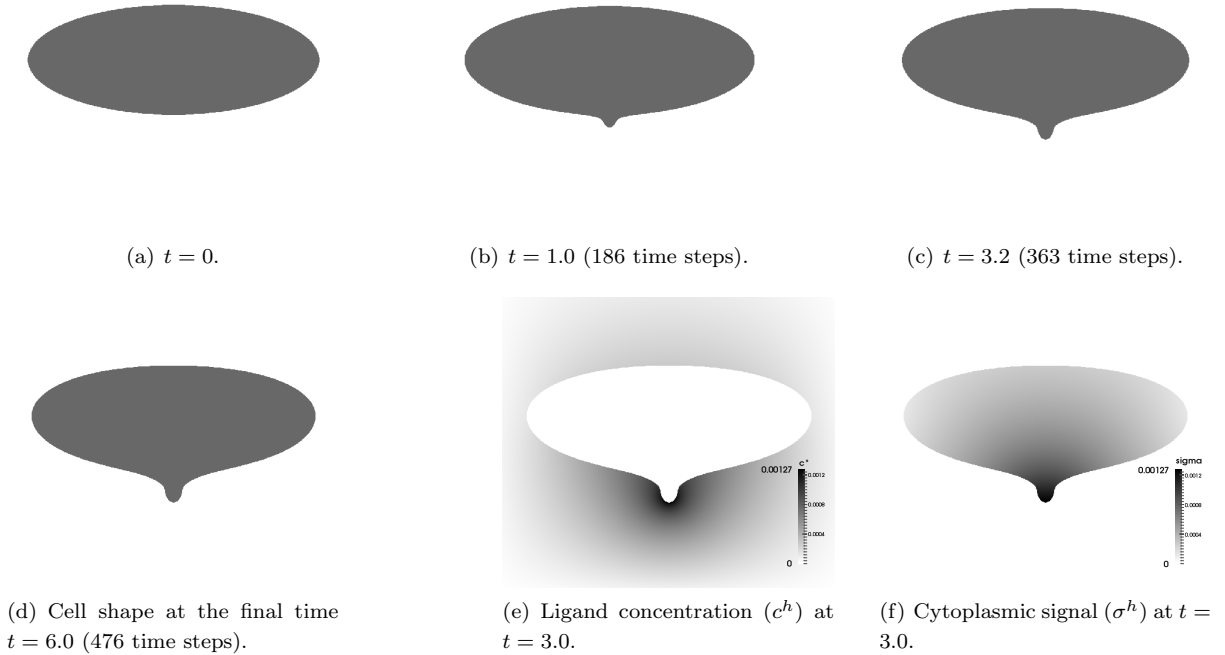 (a) t = 0.
(b) t = 1.0 (186 time steps).
(c) t = 3.2 (363 time steps).
c*
0.00127
0.0012
0.0008
0.0004
0
sigma
0.00127
0.0012
0.0008
0.0004
0
(d) Cell shape at the final time
t = 6.0 (476 time steps).
(e) Ligand concentration (c^h) at
t = 3.0.
(f) Cytoplasmic signal (σ^h) at t =
3.0.